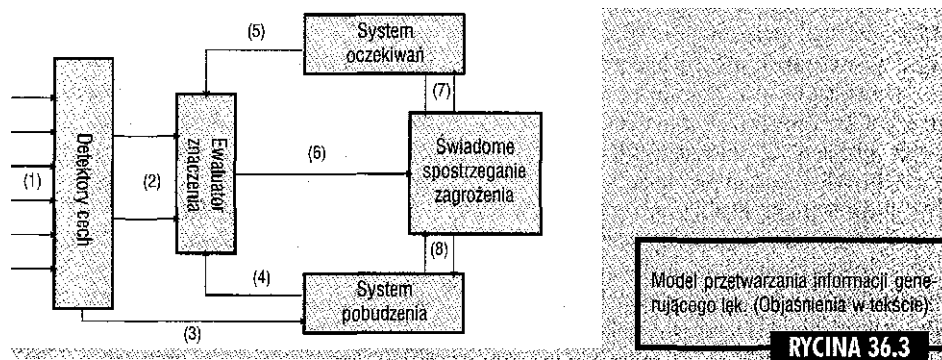 (5)
System
oczekiwań
(7)
(1)
Detektory cech
(2)
Ewaluator
znaczenia
(6)
Świadome
spostrzeganie
zagrożenia
(8)
(4)
System
pobudzenia
(3)
Model przetwarzania informacji gene-
rującego lęk. (Objaśnienia w tekście).
RYCINA 36.3